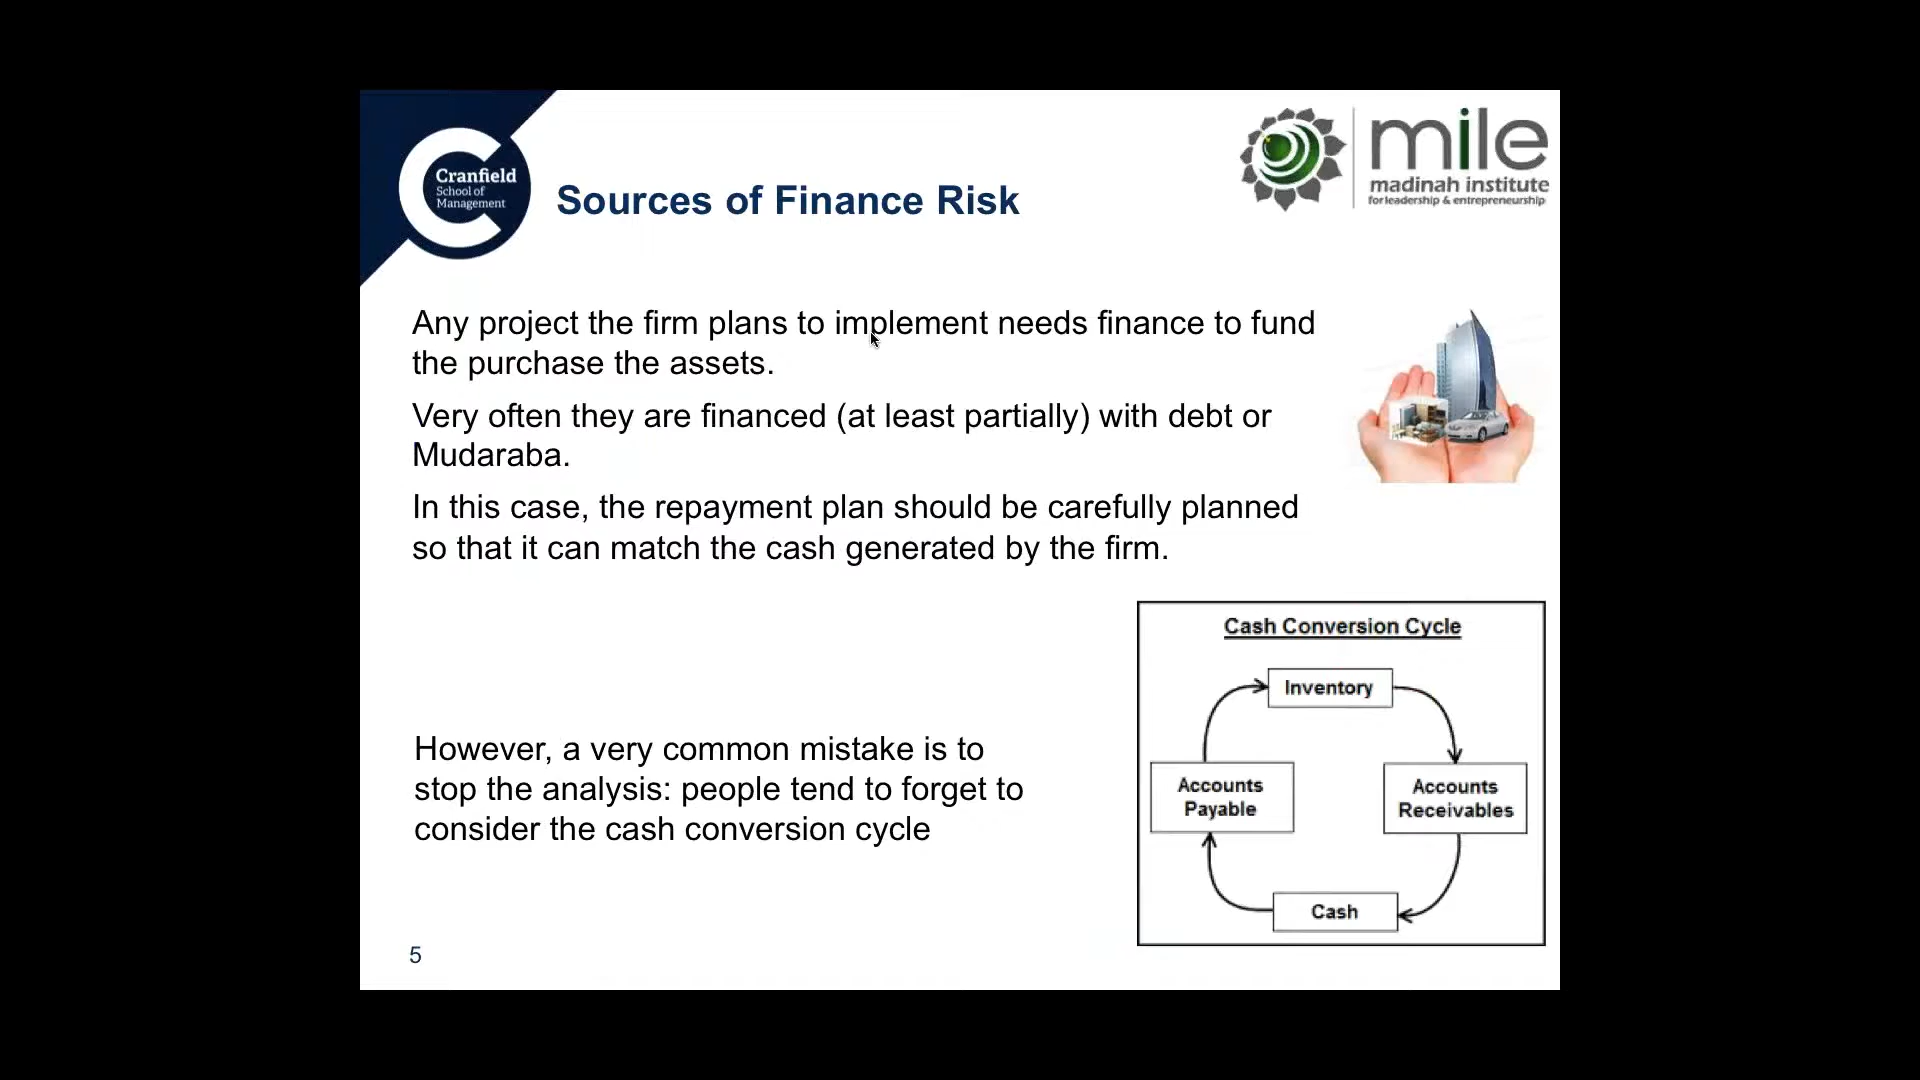 Cranfield
School of
Management
mile
madinah institute
for leadership & entrepreneurship
Sources of Finance Risk
Any project the firm plans to implement needs finance to fund
the purchase the assets.
Very often they are financed (at least partially) with debt or
Mudaraba.
In this case, the repayment plan should be carefully planned
so that it can match the cash generated by the firm.
However, a very common mistake is to
stop the analysis: people tend to forget to
consider the cash conversion cycle
Cash Conversion Cycle
Inventory
Accounts
Payable
Accounts
Receivables
Cash
5